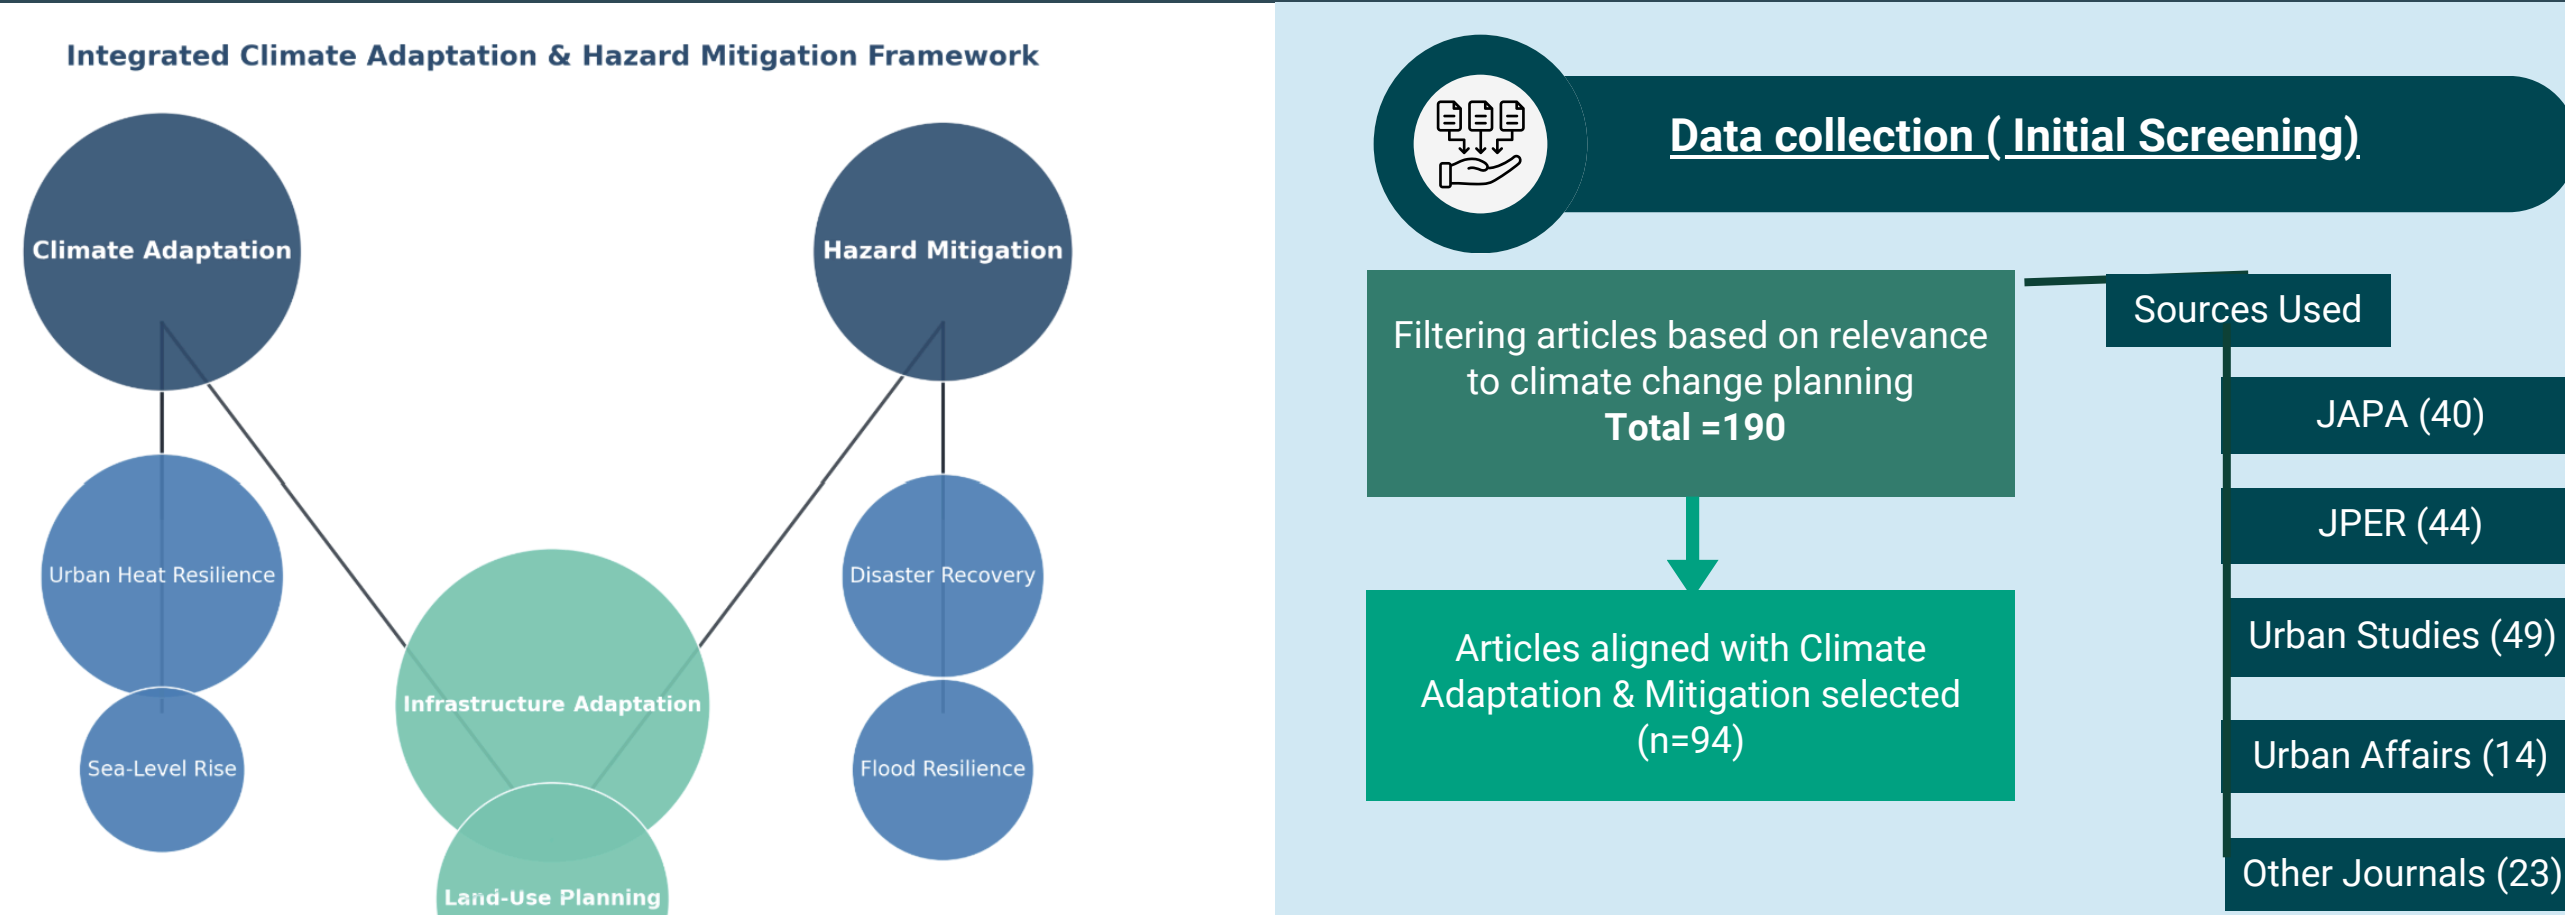 Integrated Climate Adaptation & Hazard Mitigation Framework
Climate Adaptation
Hazard Mitigation
Urban Heat Resilience
Disaster Recovery
Infrastructure Adaptation
Sea-Level Rise
Flood Resilience
Land-Use Planning
Data collection ( Initial Screening)
Filtering articles based on relevance
to climate change planning
Total =190
Articles aligned with Climate
Adaptation & Mitigation selected
(n=94)
Sources Used
JAPA (40)
JPER (44)
Urban Studies (49)
Urban Affairs (14)
Other Journals (23)